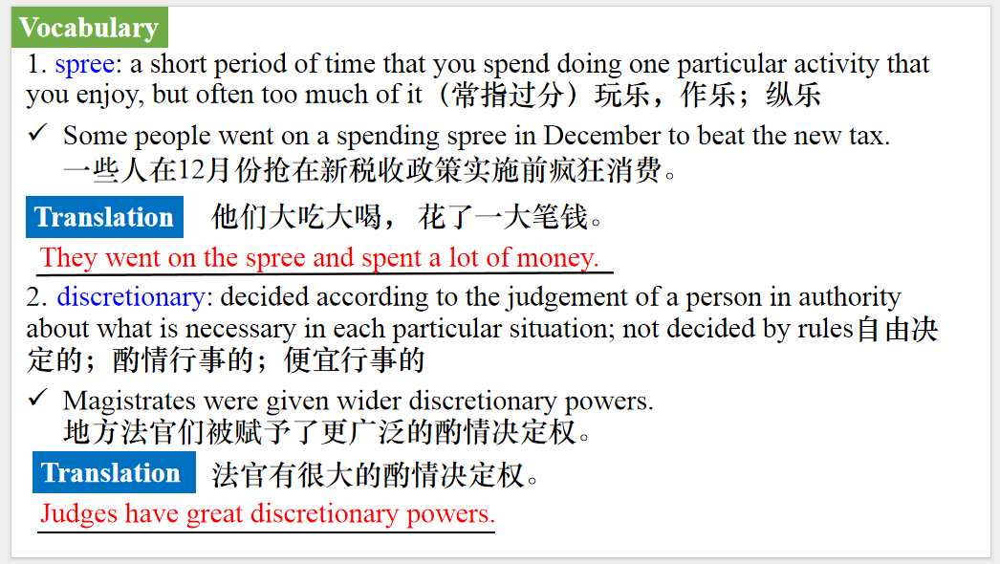 Vocabulary
1. spree: a short period of time that you spend doing one particular activity that
you enjoy, but often too much of it（常指过分）玩乐，作乐；纵乐
✓ Some people went on a spending spree in December to beat the new tax.
一些人在12月份抢在新税收政策实施前疯狂消费。
Translation 他们大吃大喝， 花了一大笔钱。
They went on the spree and spent a lot of money.
2. discretionary: decided according to the judgement of a person in authority
about what is necessary in each particular situation; not decided by rules自由决
定的；酌情行事的；便宜行事的
✓ Magistrates were given wider discretionary powers.
地方法官们被赋予了更广泛的酌情决定权。
Translation 法官有很大的酌情决定权。
Judges have great discretionary powers.